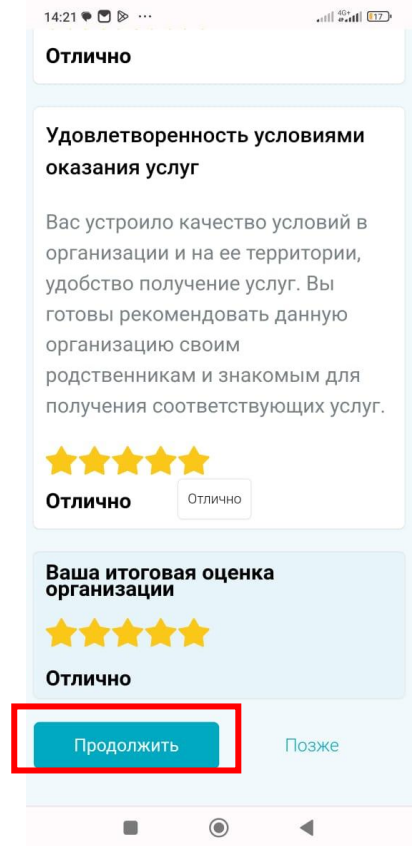 14:21 ···
4G+
17
Отлично
Удовлетворенность условиями
оказания услуг
Вас устроило качество условий в
организации и на ее территории,
удобство получение услуг. Вы
готовы рекомендовать данную
организацию своим
родственникам и знакомым для
получения соответствующих услуг.
Отлично
Отлично
Ваша итоговая оценка
организации
Отлично
Продолжить
Позже